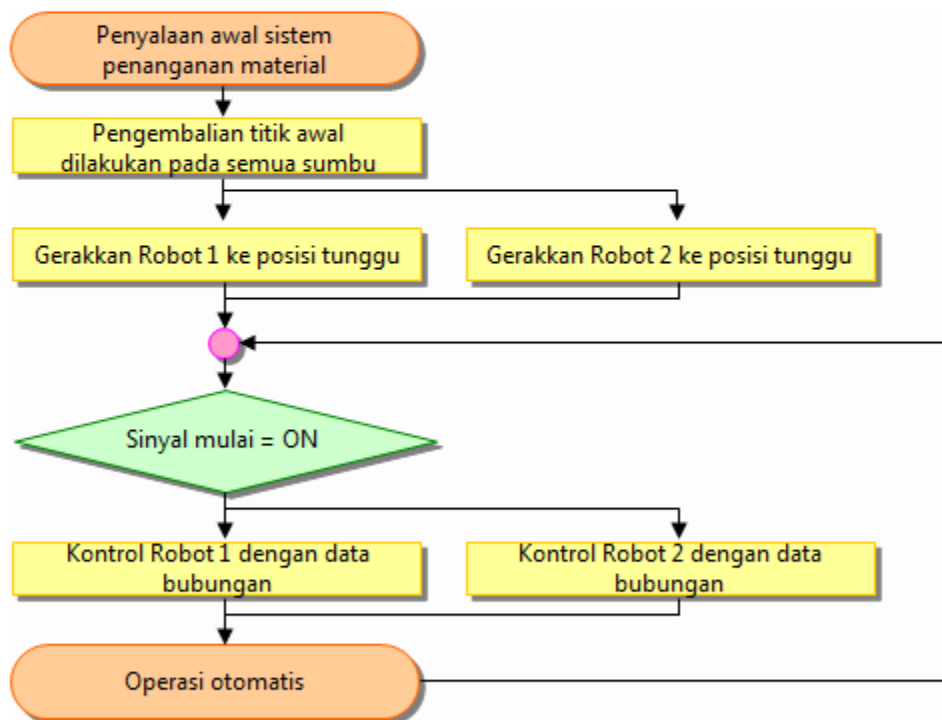 Penyalaan awal sistem
penanganan material
Pengembalian titik awal
dilakukan pada semua sumbu
Gerakkan Robot 1 ke posisi tunggu
Gerakkan Robot 2 ke posisi tunggu
Sinyal mulai = ON
Kontrol Robot 1 dengan data
bubungan
Kontrol Robot 2 dengan data
bubungan
Operasi otomatis